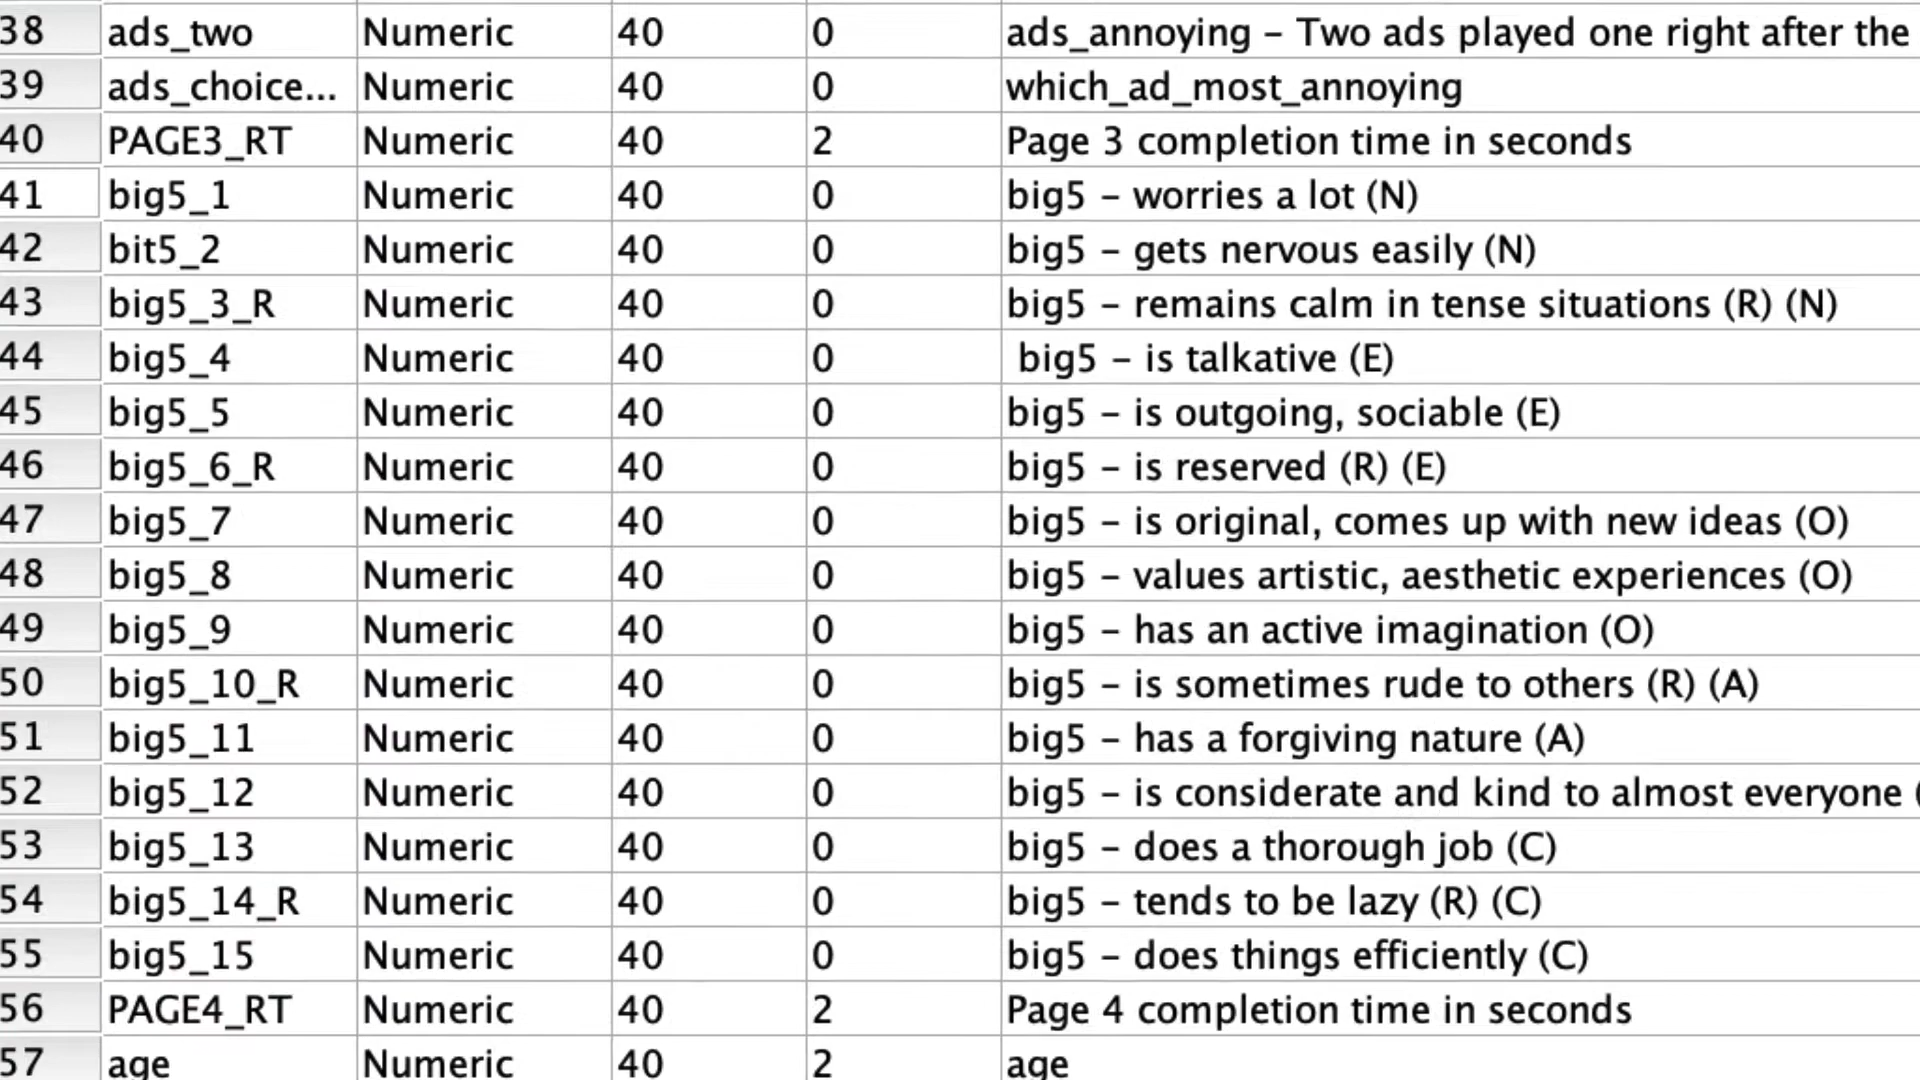 38 ads_two Numeric 40 0 ads_annoying – Two ads played one right after the
39 ads_choice... Numeric 40 0 which_ad_most_annoying
40 PAGE3_RT Numeric 40 2 Page 3 completion time in seconds
41 big5_1 Numeric 40 0 big5 – worries a lot (N)
42 bit5_2 Numeric 40 0 big5 – gets nervous easily (N)
43 big5_3_R Numeric 40 0 big5 – remains calm in tense situations (R) (N)
44 big5_4 Numeric 40 0 big5 – is talkative (E)
45 big5_5 Numeric 40 0 big5 – is outgoing, sociable (E)
46 big5_6_R Numeric 40 0 big5 – is reserved (R) (E)
47 big5_7 Numeric 40 0 big5 – is original, comes up with new ideas (O)
48 big5_8 Numeric 40 0 big5 – values artistic, aesthetic experiences (O)
49 big5_9 Numeric 40 0 big5 – has an active imagination (O)
50 big5_10_R Numeric 40 0 big5 – is sometimes rude to others (R) (A)
51 big5_11 Numeric 40 0 big5 – has a forgiving nature (A)
52 big5_12 Numeric 40 0 big5 – is considerate and kind to almost everyone (
53 big5_13 Numeric 40 0 big5 – does a thorough job (C)
54 big5_14_R Numeric 40 0 big5 – tends to be lazy (R) (C)
55 big5_15 Numeric 40 0 big5 – does things efficiently (C)
56 PAGE4_RT Numeric 40 2 Page 4 completion time in seconds
57 age Numeric 40 2 age